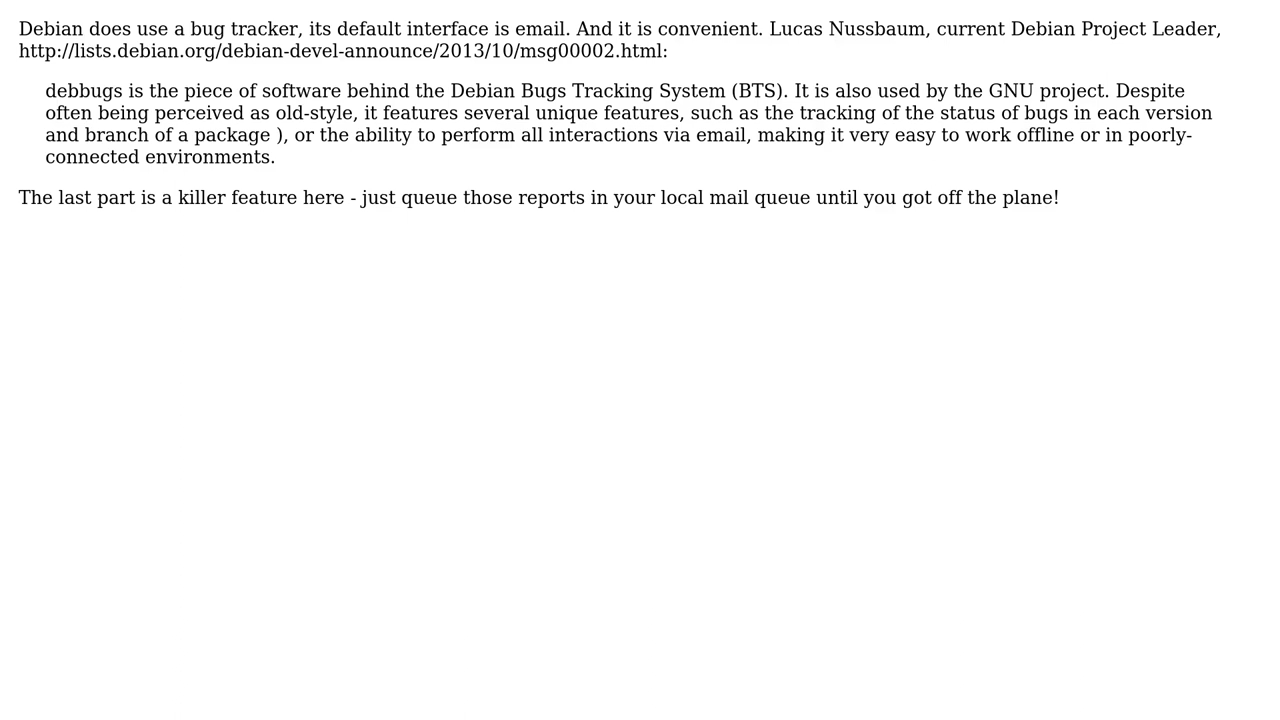 Debian does use a bug tracker, its default interface is email. And it is convenient. Lucas Nussbaum, current Debian Project Leader,
http://lists.debian.org/debian-devel-announce/2013/10/msg00002.html:
debbugs is the piece of software behind the Debian Bugs Tracking System (BTS). It is also used by the GNU project. Despite
often being perceived as old-style, it features several unique features, such as the tracking of the status of bugs in each version
and branch of a package ), or the ability to perform all interactions via email, making it very easy to work offline or in poorly-
connected environments.
The last part is a killer feature here - just queue those reports in your local mail queue until you got off the plane!